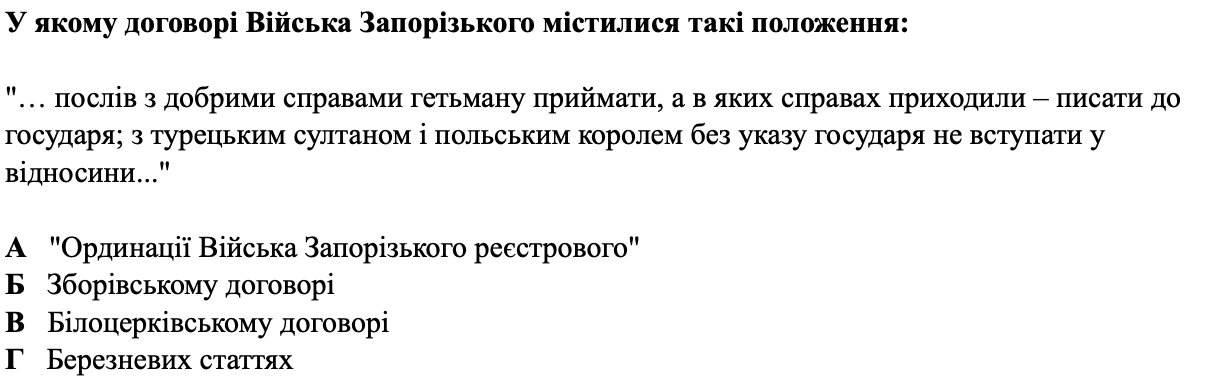 У якому договорі Війська Запорізького містилися такі положення:
"… послів з добрими справами гетьману приймати, а в яких справах приходили – писати до
государя; з турецьким султаном і польським королем без указу государя не вступати у
відносини..."
А "Ординації Війська Запорізького реєстрового"
Б Зборівському договорі
В Білоцерківському договорі
Г Березневих статтях